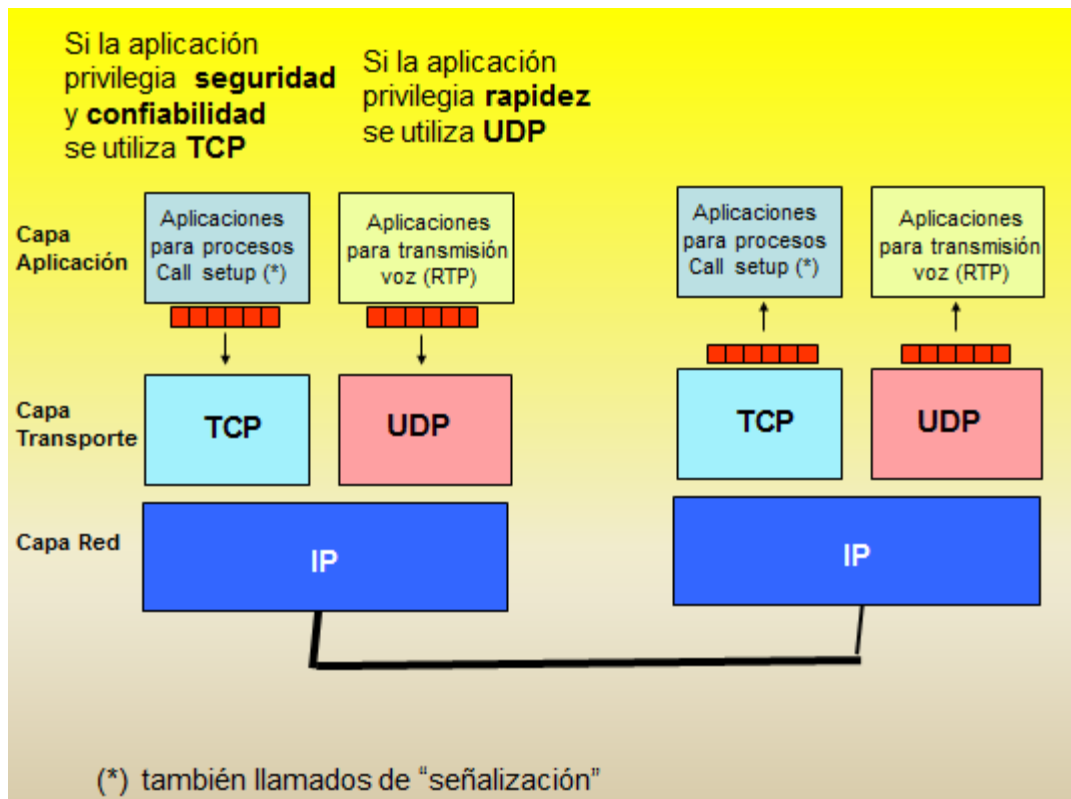 Si la aplicación
privilegia seguridad
y confiabilidad
se utiliza TCP
Si la aplicación
privilegia rapidez
se utiliza UDP
Capa
Aplicación
Aplicaciones
para procesos
Call setup (*)
Aplicaciones
para transmisión
voz (RTP)
Aplicaciones
para procesos
Call setup (*)
Aplicaciones
para transmisión
voz (RTP)
Capa
Transporte
TCP
UDP
TCP
UDP
Capa Red
IP
IP
(*) también llamados de “señalización”